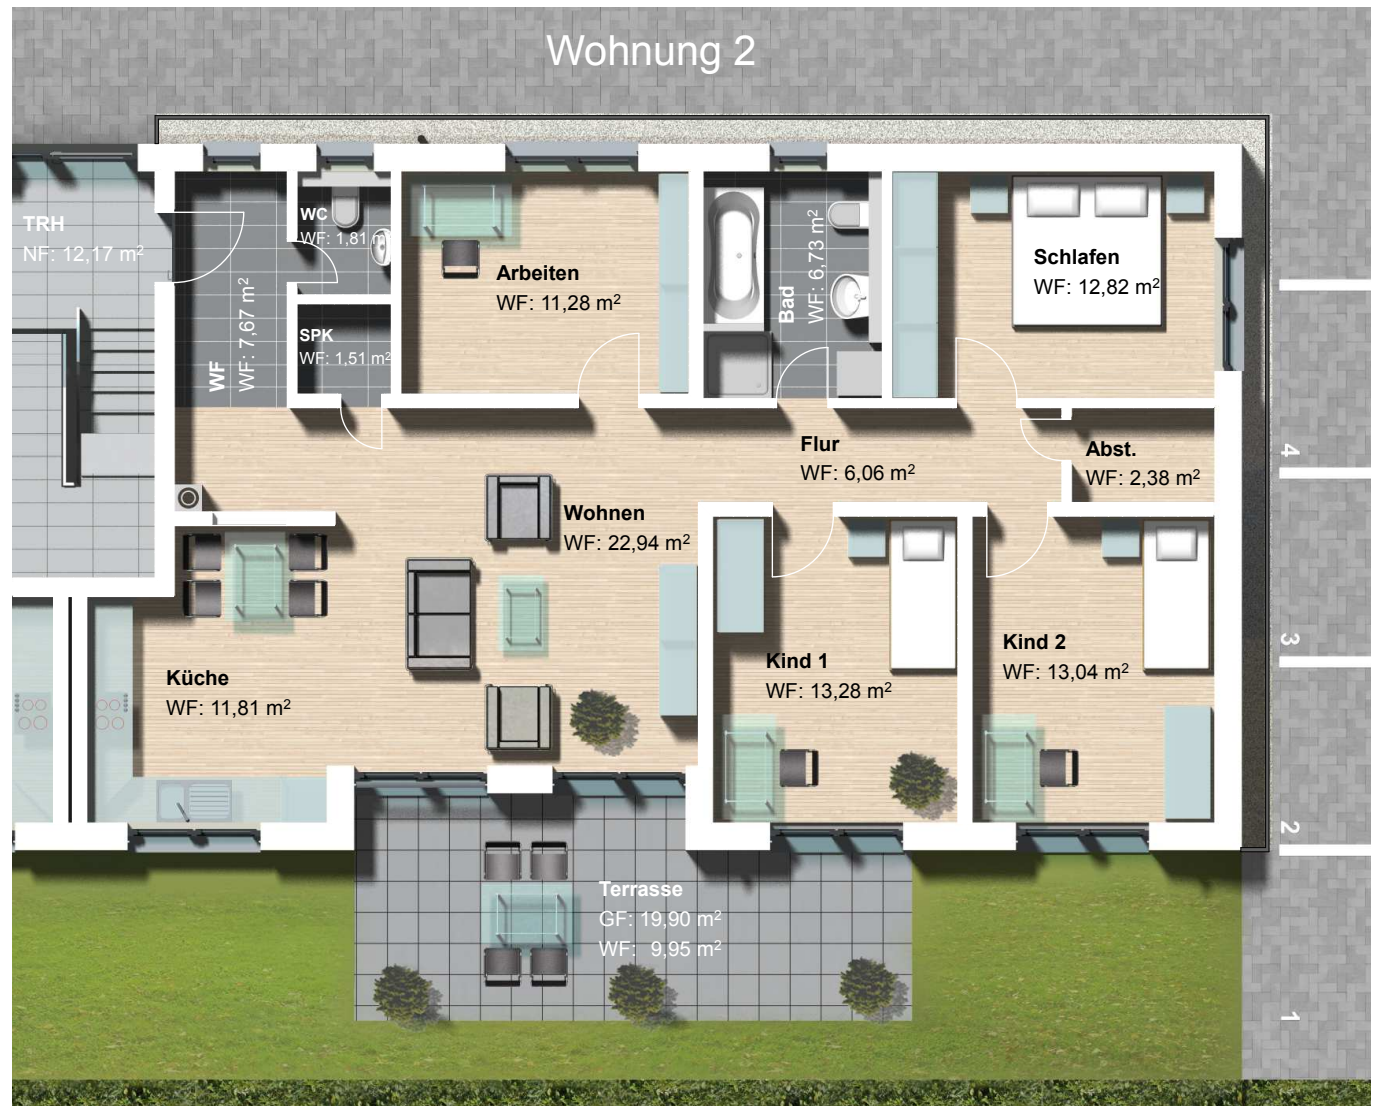 Wohnung 2
TRH
NF: 12,17 m²
WC
WF: 1,81 m²
SPK
WF: 1,51 m²
WF
WF: 7,67 m²
Arbeiten
WF: 11,28 m²
Bad
WF: 6,73 m²
Schlafen
WF: 12,82 m²
Flur
WF: 6,06 m²
Abst.
WF: 2,38 m²
Wohnen
WF: 22,94 m²
Küche
WF: 11,81 m²
Kind 1
WF: 13,28 m²
Kind 2
WF: 13,04 m²
Terrasse
GF: 19,90 m²
WF: 9,95 m²
4
3
2
1